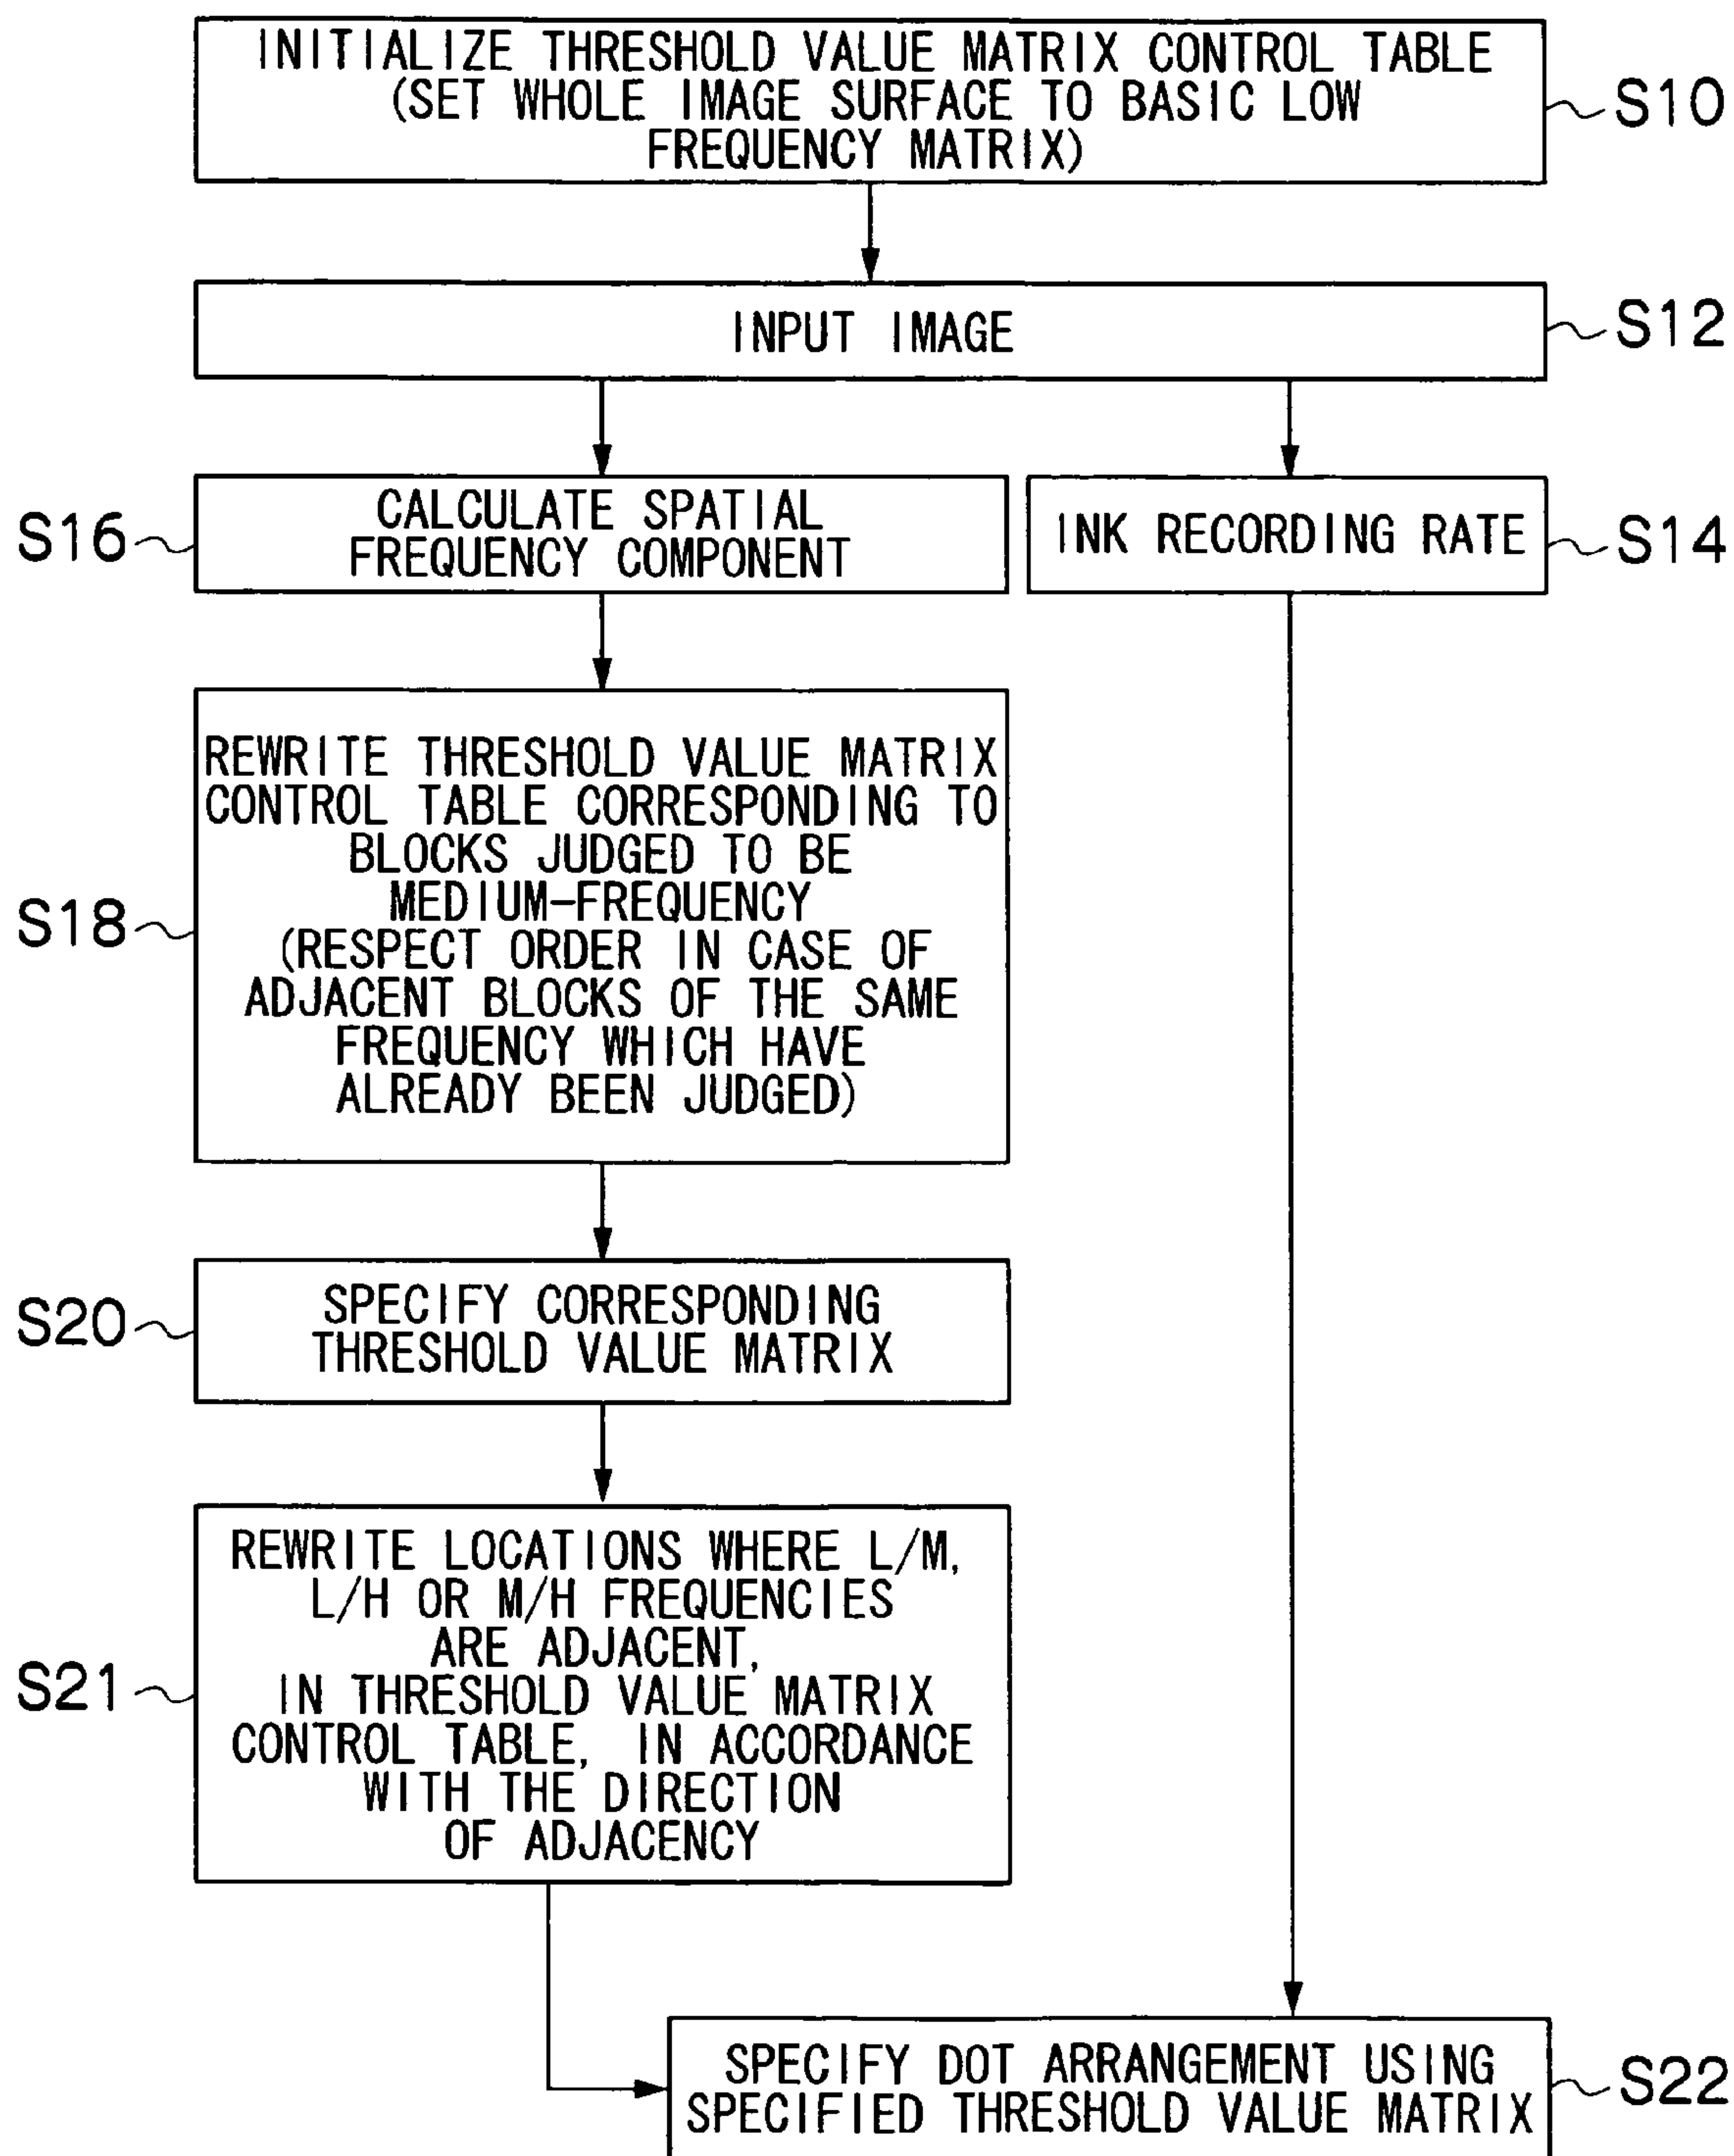 INITIALIZE THRESHOLD VALUE MATRIX CONTROL TABLE
(SET WHOLE IMAGE SURFACE TO BASIC LOW
FREQUENCY MATRIX)
S10
INPUT IMAGE
S12
S16
CALCULATE SPATIAL
FREQUENCY COMPONENT
INK RECORDING RATE
S14
S18
REWRITE THRESHOLD VALUE MATRIX
CONTROL TABLE CORRESPONDING TO
BLOCKS JUDGED TO BE
MEDIUM-FREQUENCY
(RESPECT ORDER IN CASE OF
ADJACENT BLOCKS OF THE SAME
FREQUENCY WHICH HAVE
ALREADY BEEN JUDGED)
S20
SPECIFY CORRESPONDING
THRESHOLD VALUE MATRIX
S21
REWRITE LOCATIONS WHERE L/M,
L/H OR M/H FREQUENCIES
ARE ADJACENT,
IN THRESHOLD VALUE MATRIX
CONTROL TABLE, IN ACCORDANCE
WITH THE DIRECTION
OF ADJACENCY
SPECIFY DOT ARRANGEMENT USING
SPECIFIED THRESHOLD VALUE MATRIX
S22